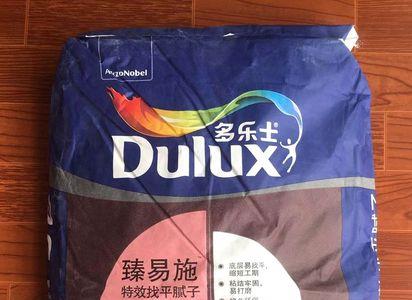 AkzoNobel
多乐士
Dulux
臻易施
特效找平腻子
底层易找平,
缩短工期
粘结牢固,
易打磨